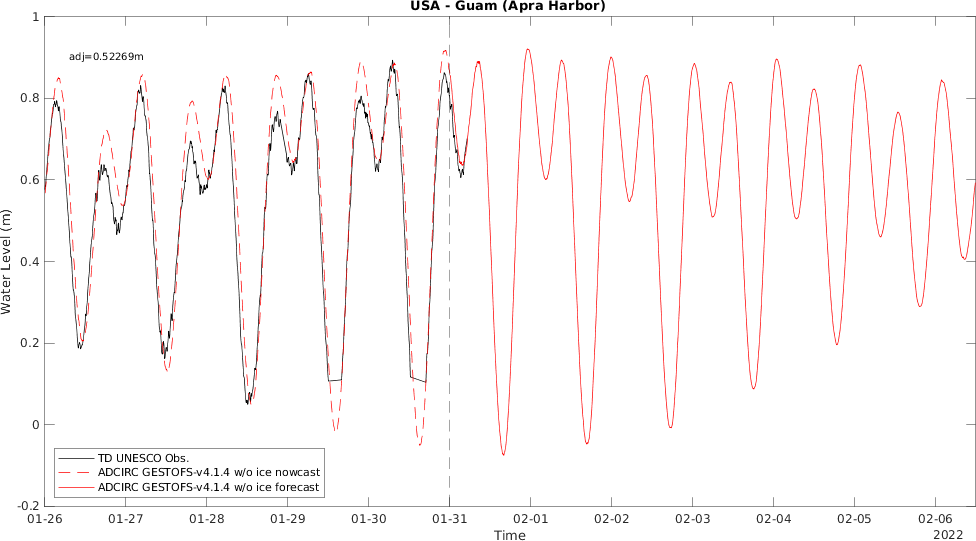 USA - Guam (Apra Harbor)
adj=0.52269m
Water Level (m)
1
0.8
0.6
0.4
0.2
0
-0.2
TD UNESCO Obs.
ADCIRC GESTOFS-v4.1.4 w/o ice nowcast
ADCIRC GESTOFS-v4.1.4 w/o ice forecast
01-26 01-27 01-28 01-29 01-30 01-31 02-01 02-02 02-03 02-04 02-05 02-06
Time
2022